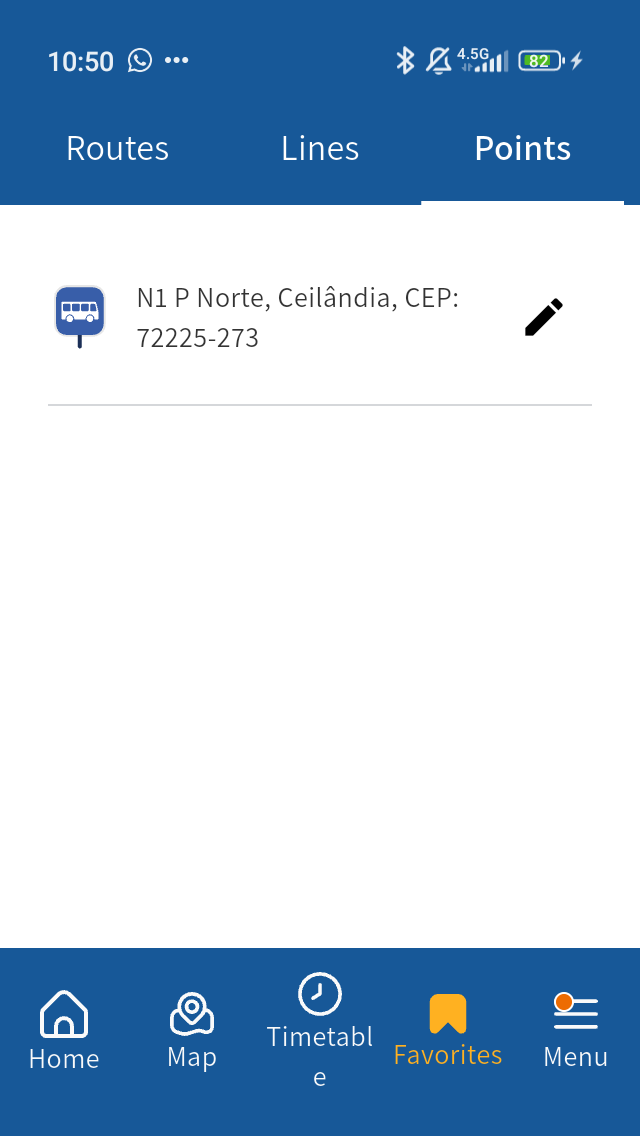 10:50
4.5G
82
Routes Lines Points
N1 P Norte, Ceilândia, CEP:
72225-273
Home
Map
Timetabl
e
Favorites
Menu